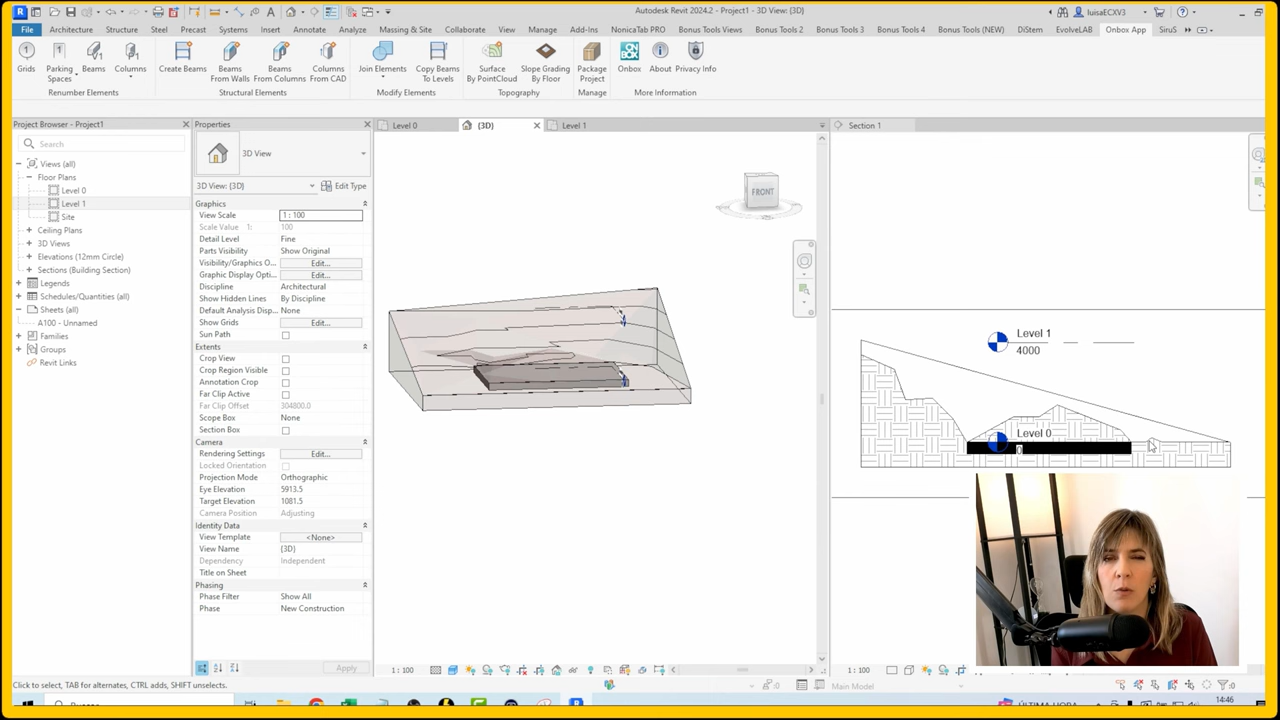 Autodesk Revit 2024.2 - Project1 - 3D View: {3D}
luisaECXV3
File Architecture Structure Steel Precast Systems Insert Annotate Analyze Massing & Site Collaborate View Manage Add-Ins NonicaTab PRO Bonus Tools Views Bonus Tools 2 Bonus Tools 3 Bonus Tools 4 Bonus Tools (NEW) DiStem EvolveLAB Onbox App SiruS
Grids Parking Spaces Beams Columns
Renumber Elements
Create Beams Beams From Walls Beams From Columns Columns From CAD
Structural Elements
Join Elements Copy Beams To Levels
Modify Elements
Surface By PointCloud Slope Grading By Floor
Topography
Package Project
Manage
ON BOX
Onbox About Privacy Info
More Information
Project Browser - Project1
Search
Views (all)
Floor Plans
Level 0
Level 1
Site
Ceiling Plans
3D Views
Elevations (12mm Circle)
Sections (Building Section)
Legends
Schedules/Quantities (all)
Sheets (all)
A100 - Unnamed
Families
Groups
Revit Links
Properties
3D View
3D View: {3D} Edit Type
Graphics
View Scale 1 : 100
Scale Value 1: 100
Detail Level Fine
Parts Visibility Show Original
Visibility/Graphics O... Edit...
Graphic Display Opti... Edit...
Discipline Architectural
Show Hidden Lines By Discipline
Default Analysis Disp... None
Show Grids Edit...
Sun Path
Extents
Crop View
Crop Region Visible
Annotation Crop
Far Clip Active
Far Clip Offset 304800.0
Scope Box None
Section Box
Camera
Rendering Settings Edit...
Locked Orientation
Projection Mode Orthographic
Eye Elevation 5913.5
Target Elevation 1081.5
Camera Position Adjusting
Identity Data
View Template <None>
View Name {3D}
Dependency Independent
Title on Sheet
Phasing
Phase Filter Show All
Phase New Construction
Apply
Level 0 {3D} Level 1
FRONT
1 : 100
Section 1
Level 1
4000
Level 0
0
1 : 100
Click to select, TAB for alternates, CTRL adds, SHIFT unselects.
:0
Main Model
:0
ÚLTIMA HORA
14:46